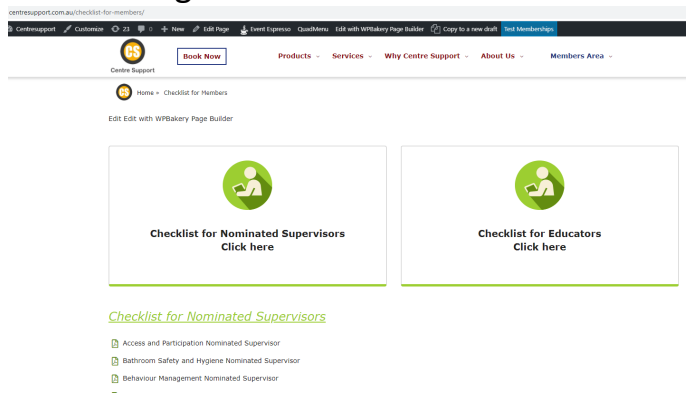 centresupport.com.au/checklist-for-members/
Centresupport Customize 23 0 New Edit Page Event Espresso QuadMenu Edit with WPBakery Page Builder Copy to a new draft Test Memberships
CS
Centre Support
Book Now
Products Services Why Centre Support About Us Members Area
CS
Home » Checklist for Members
Edit Edit with WPBakery Page Builder
Checklist for Nominated Supervisors
Click here
Checklist for Educators
Click here
Checklist for Nominated Supervisors
Access and Participation Nominated Supervisor
Bathroom Safety and Hygiene Nominated Supervisor
Behaviour Management Nominated Supervisor